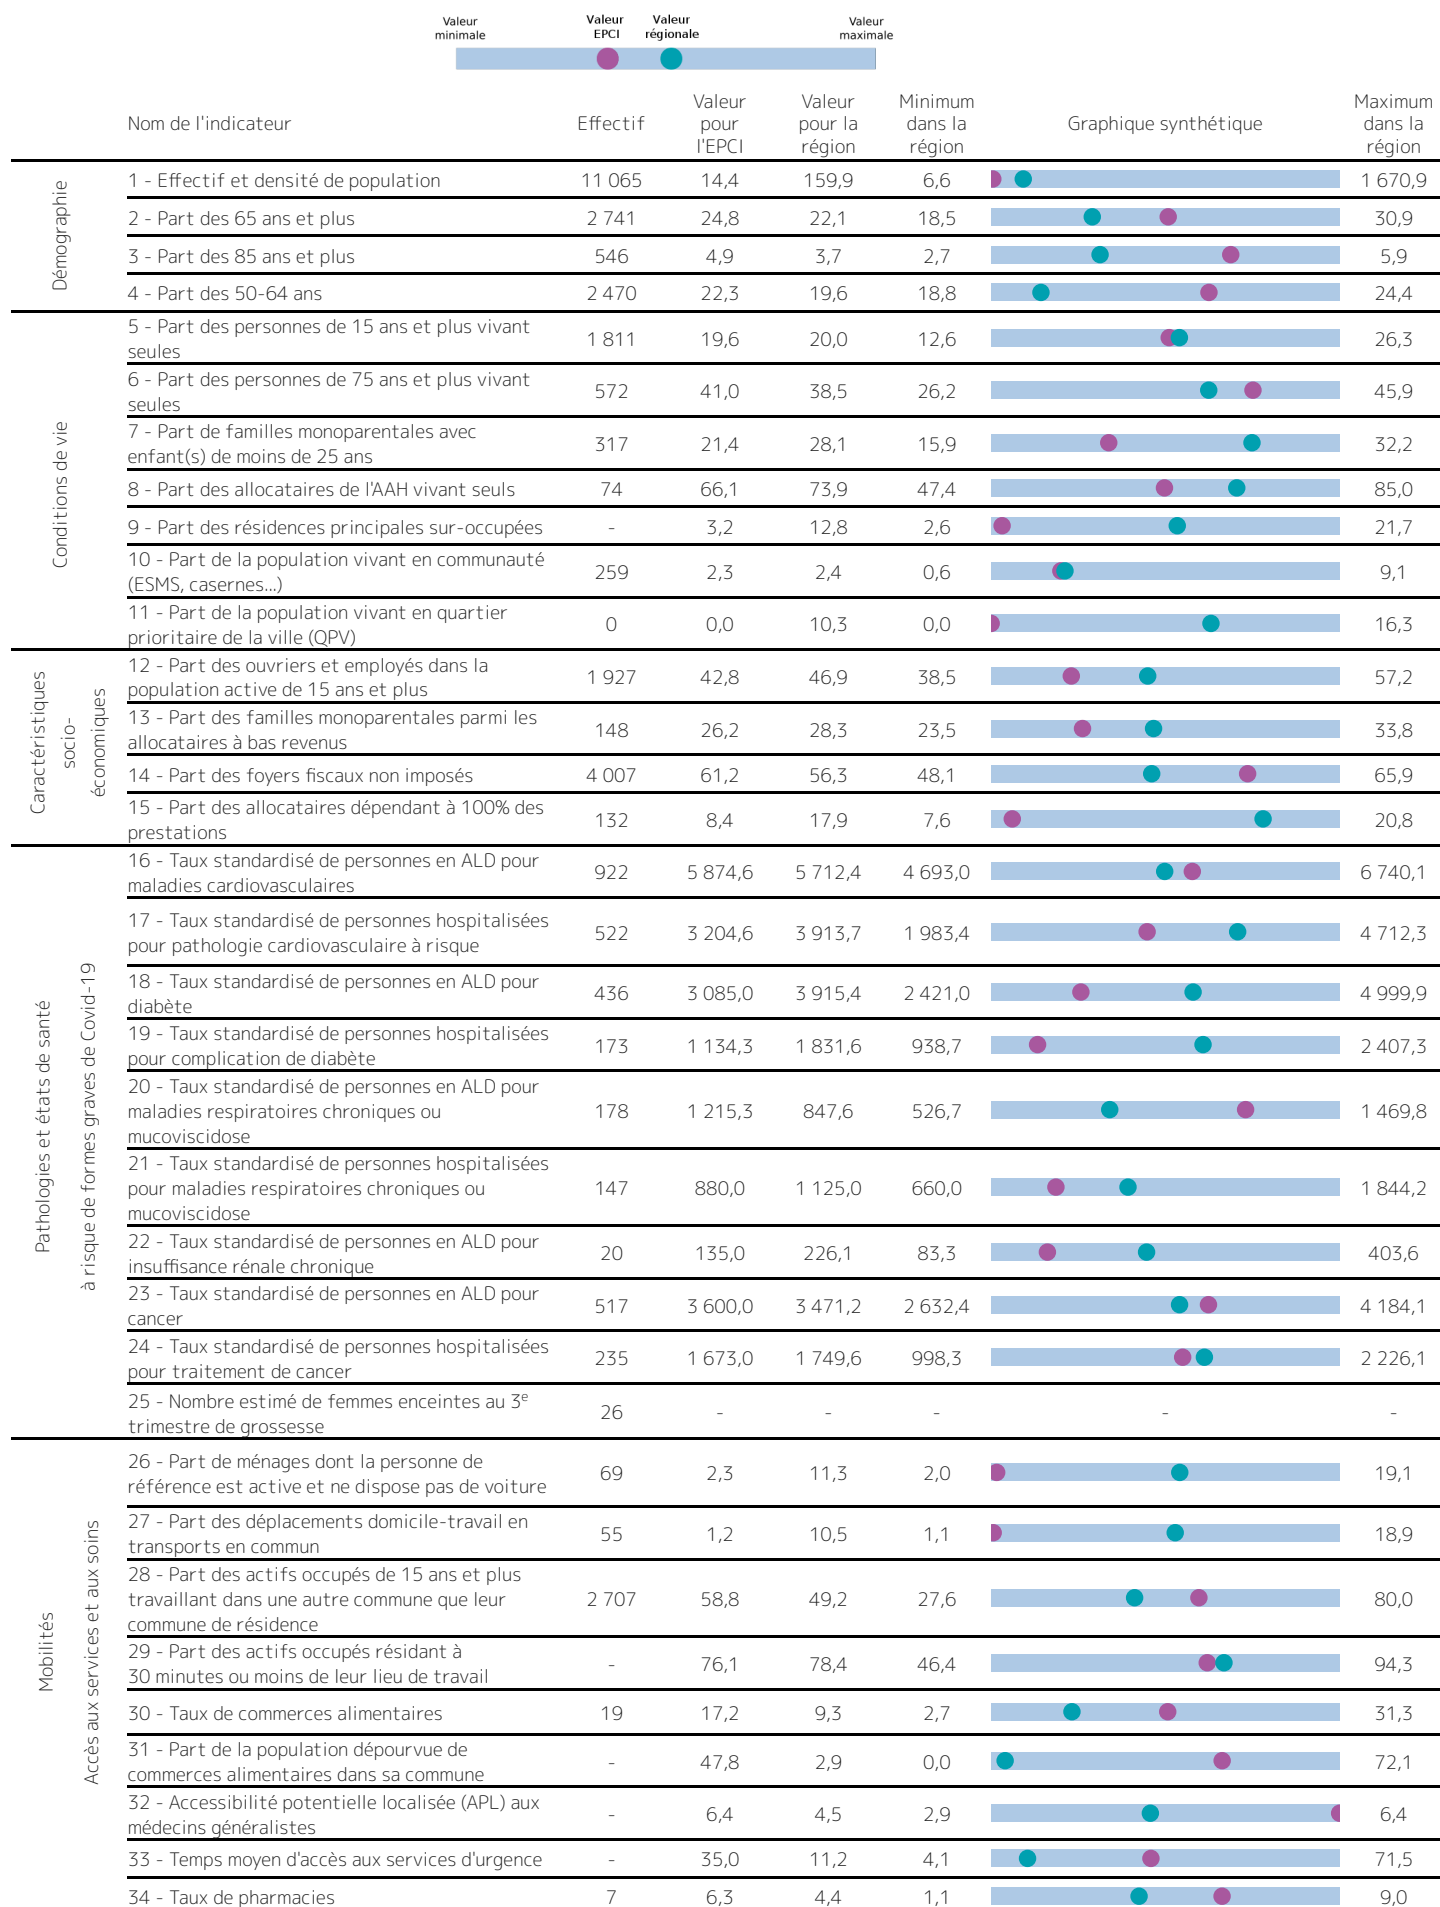 Valeur
minimale
Valeur
EPCI
Valeur
régionale
Valeur
maximale
Nom de l'indicateur
Effectif
Valeur
pour
l'EPCI
Valeur
pour la
région
Minimum
dans la
région
Graphique synthétique
Maximum
dans la
région
Démographie
1 - Effectif et densité de population 11 065 14,4 159,9 6,6 1 670,9
2 - Part des 65 ans et plus 2 741 24,8 22,1 18,5 30,9
3 - Part des 85 ans et plus 546 4,9 3,7 2,7 5,9
4 - Part des 50-64 ans 2 470 22,3 19,6 18,8 24,4
Conditions de vie
5 - Part des personnes de 15 ans et plus vivant
seules
1 811 19,6 20,0 12,6 26,3
6 - Part des personnes de 75 ans et plus vivant
seules
572 41,0 38,5 26,2 45,9
7 - Part de familles monoparentales avec
enfant(s) de moins de 25 ans
317 21,4 28,1 15,9 32,2
8 - Part des allocataires de l'AAH vivant seuls 74 66,1 73,9 47,4 85,0
9 - Part des résidences principales sur-occupées - 3,2 12,8 2,6 21,7
10 - Part de la population vivant en communauté
(ESMS, casernes...)
259 2,3 2,4 0,6 9,1
11 - Part de la population vivant en quartier
prioritaire de la ville (QPV)
0 0,0 10,3 0,0 16,3
Caractéristiques
socio-
économiques
12 - Part des ouvriers et employés dans la
population active de 15 ans et plus
1 927 42,8 46,9 38,5 57,2
13 - Part des familles monoparentales parmi les
allocataires à bas revenus
148 26,2 28,3 23,5 33,8
14 - Part des foyers fiscaux non imposés 4 007 61,2 56,3 48,1 65,9
15 - Part des allocataires dépendant à 100% des
prestations
132 8,4 17,9 7,6 20,8
Pathologies et états de santé
à risque de formes graves de Covid-19
16 - Taux standardisé de personnes en ALD pour
maladies cardiovasculaires
922 5 874,6 5 712,4 4 693,0 6 740,1
17 - Taux standardisé de personnes hospitalisées
pour pathologie cardiovasculaire à risque
522 3 204,6 3 913,7 1 983,4 4 712,3
18 - Taux standardisé de personnes en ALD pour
diabète
436 3 085,0 3 915,4 2 421,0 4 999,9
19 - Taux standardisé de personnes hospitalisées
pour complication de diabète
173 1 134,3 1 831,6 938,7 2 407,3
20 - Taux standardisé de personnes en ALD pour
maladies respiratoires chroniques ou
mucoviscidose
178 1 215,3 847,6 526,7 1 469,8
21 - Taux standardisé de personnes hospitalisées
pour maladies respiratoires chroniques ou
mucoviscidose
147 880,0 1 125,0 660,0 1 844,2
22 - Taux standardisé de personnes en ALD pour
insuffisance rénale chronique
20 135,0 226,1 83,3 403,6
23 - Taux standardisé de personnes en ALD pour
cancer
517 3 600,0 3 471,2 2 632,4 4 184,1
24 - Taux standardisé de personnes hospitalisées
pour traitement de cancer
235 1 673,0 1 749,6 998,3 2 226,1
25 - Nombre estimé de femmes enceintes au 3e
trimestre de grossesse
26 - - - - -
Mobilités
Accès aux services et aux soins
26 - Part de ménages dont la personne de
référence est active et ne dispose pas de voiture
69 2,3 11,3 2,0 19,1
27 - Part des déplacements domicile-travail en
transports en commun
55 1,2 10,5 1,1 18,9
28 - Part des actifs occupés de 15 ans et plus
travaillant dans une autre commune que leur
commune de résidence
2 707 58,8 49,2 27,6 80,0
29 - Part des actifs occupés résidant à
30 minutes ou moins de leur lieu de travail
- 76,1 78,4 46,4 94,3
30 - Taux de commerces alimentaires 19 17,2 9,3 2,7 31,3
31 - Part de la population dépourvue de
commerces alimentaires dans sa commune
- 47,8 2,9 0,0 72,1
32 - Accessibilité potentielle localisée (APL) aux
médecins généralistes
- 6,4 4,5 2,9 6,4
33 - Temps moyen d'accès aux services d'urgence - 35,0 11,2 4,1 71,5
34 - Taux de pharmacies 7 6,3 4,4 1,1 9,0